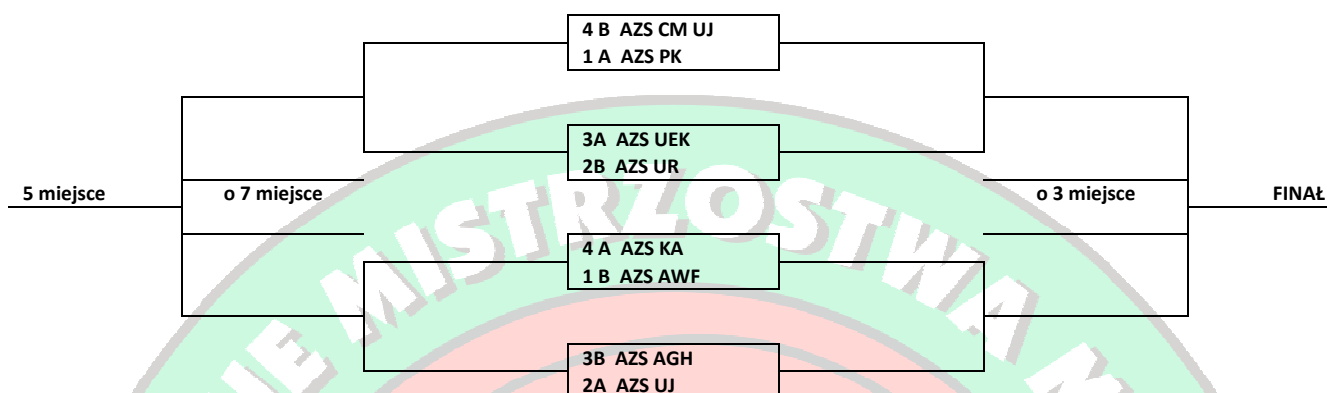 4 B AZS CM UJ
1 A AZS PK
3A AZS UEK
2B AZS UR
5 miejsce
o 7 miejsce
o 3 miejsce
FINAŁ
4 A AZS KA
1 B AZS AWF
3B AZS AGH
2A AZS UJ
IE MISTRZOSTWA M